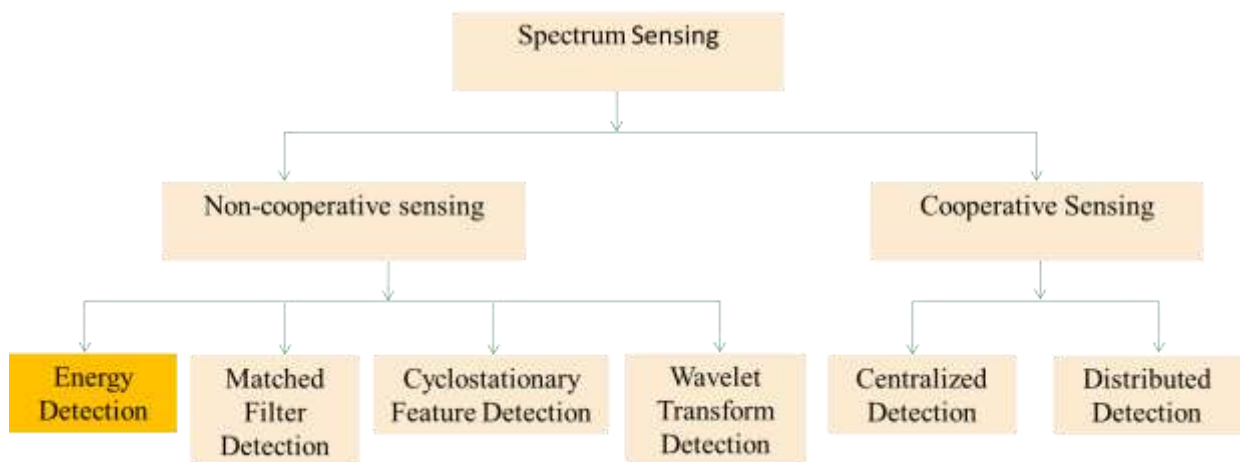 Spectrum Sensing
Non-cooperative sensing
Cooperative Sensing
Energy
Detection
Matched
Filter
Detection
Cyclostationary
Feature Detection
Wavelet
Transform
Detection
Centralized
Detection
Distributed
Detection